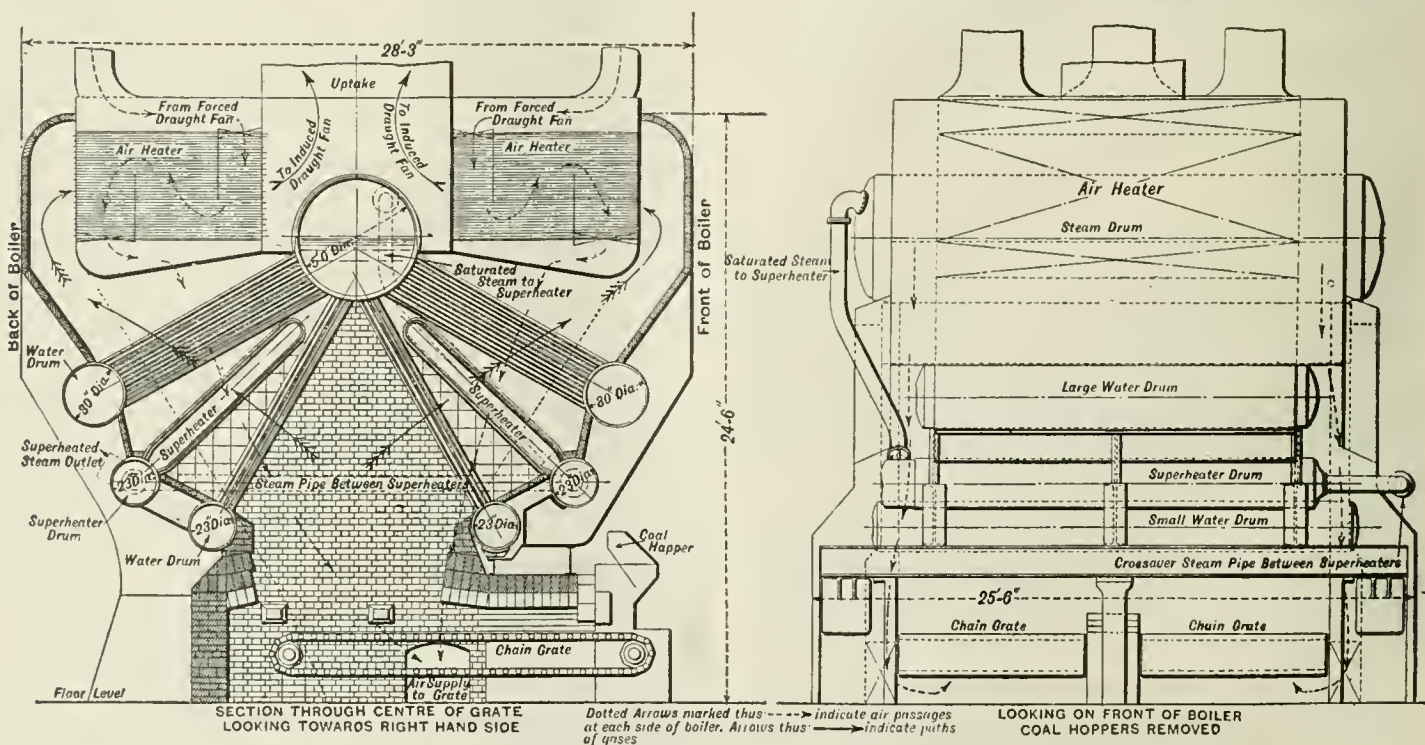 28'-3"
Uptake
From Forced
Draught Fan
To Induced
Draught Fan
To Induced
Draught Fan
From Forced
Draught Fan
Air Heater
Air Heater
Back of Boiler
Front of Boiler
5'0" Dia.
Saturated
Steam to
Superheater
Water
Drum
30" Dia.
30" Dia.
Superheater
Superheater
Superheated
Steam Outlet
23" Dia.
Steam Pipe Between Superheaters
23" Dia.
Superheater
Drum
23" Dia.
23" Dia.
Water Drum
Coal
Happer
Chain Grate
Air Supply
to Grate
Floor Level
24'-6"
SECTION THROUGH CENTRE OF GRATE
LOOKING TOWARDS RIGHT HAND SIDE
Dotted Arrows marked thus indicate air passages
at each side of boiler. Arrows thus indicate paths
of gases
Air Heater
Steam Drum
Saturated Steam
to Superheater
Large Water Drum
Superheater Drum
Small Water Drum
Crossover Steam Pipe Between Superheaters
25'-6"
Chain Grate
Chain Grate
LOOKING ON FRONT OF BOILER
COAL HOPPERS REMOVED